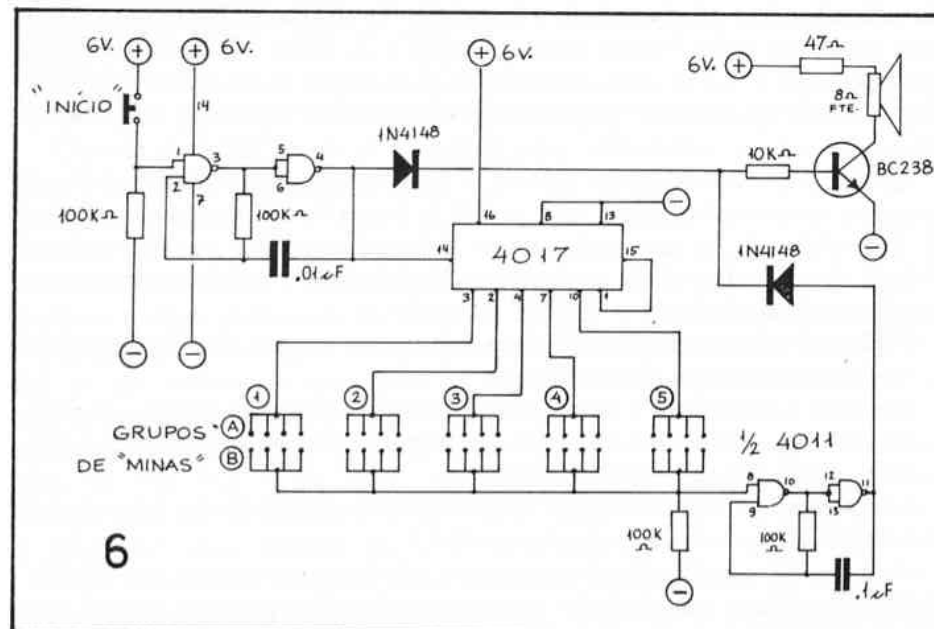 6V.
6V.
6V.
6V.
47Ω
8Ω
FTE.
"INÍCIO"
14
1N4148
1
2
3
7
5
6
4
10KΩ
BC238
100KΩ
100KΩ
.01µF
16
8
13
14
4017
15
3
2
4
7
10
1
1N4148
1
2
3
4
5
GRUPOS A
DE "MINAS" B
1/2 4011
8
9
10
12
13
11
100K
Ω
100K
Ω
.1µF
6